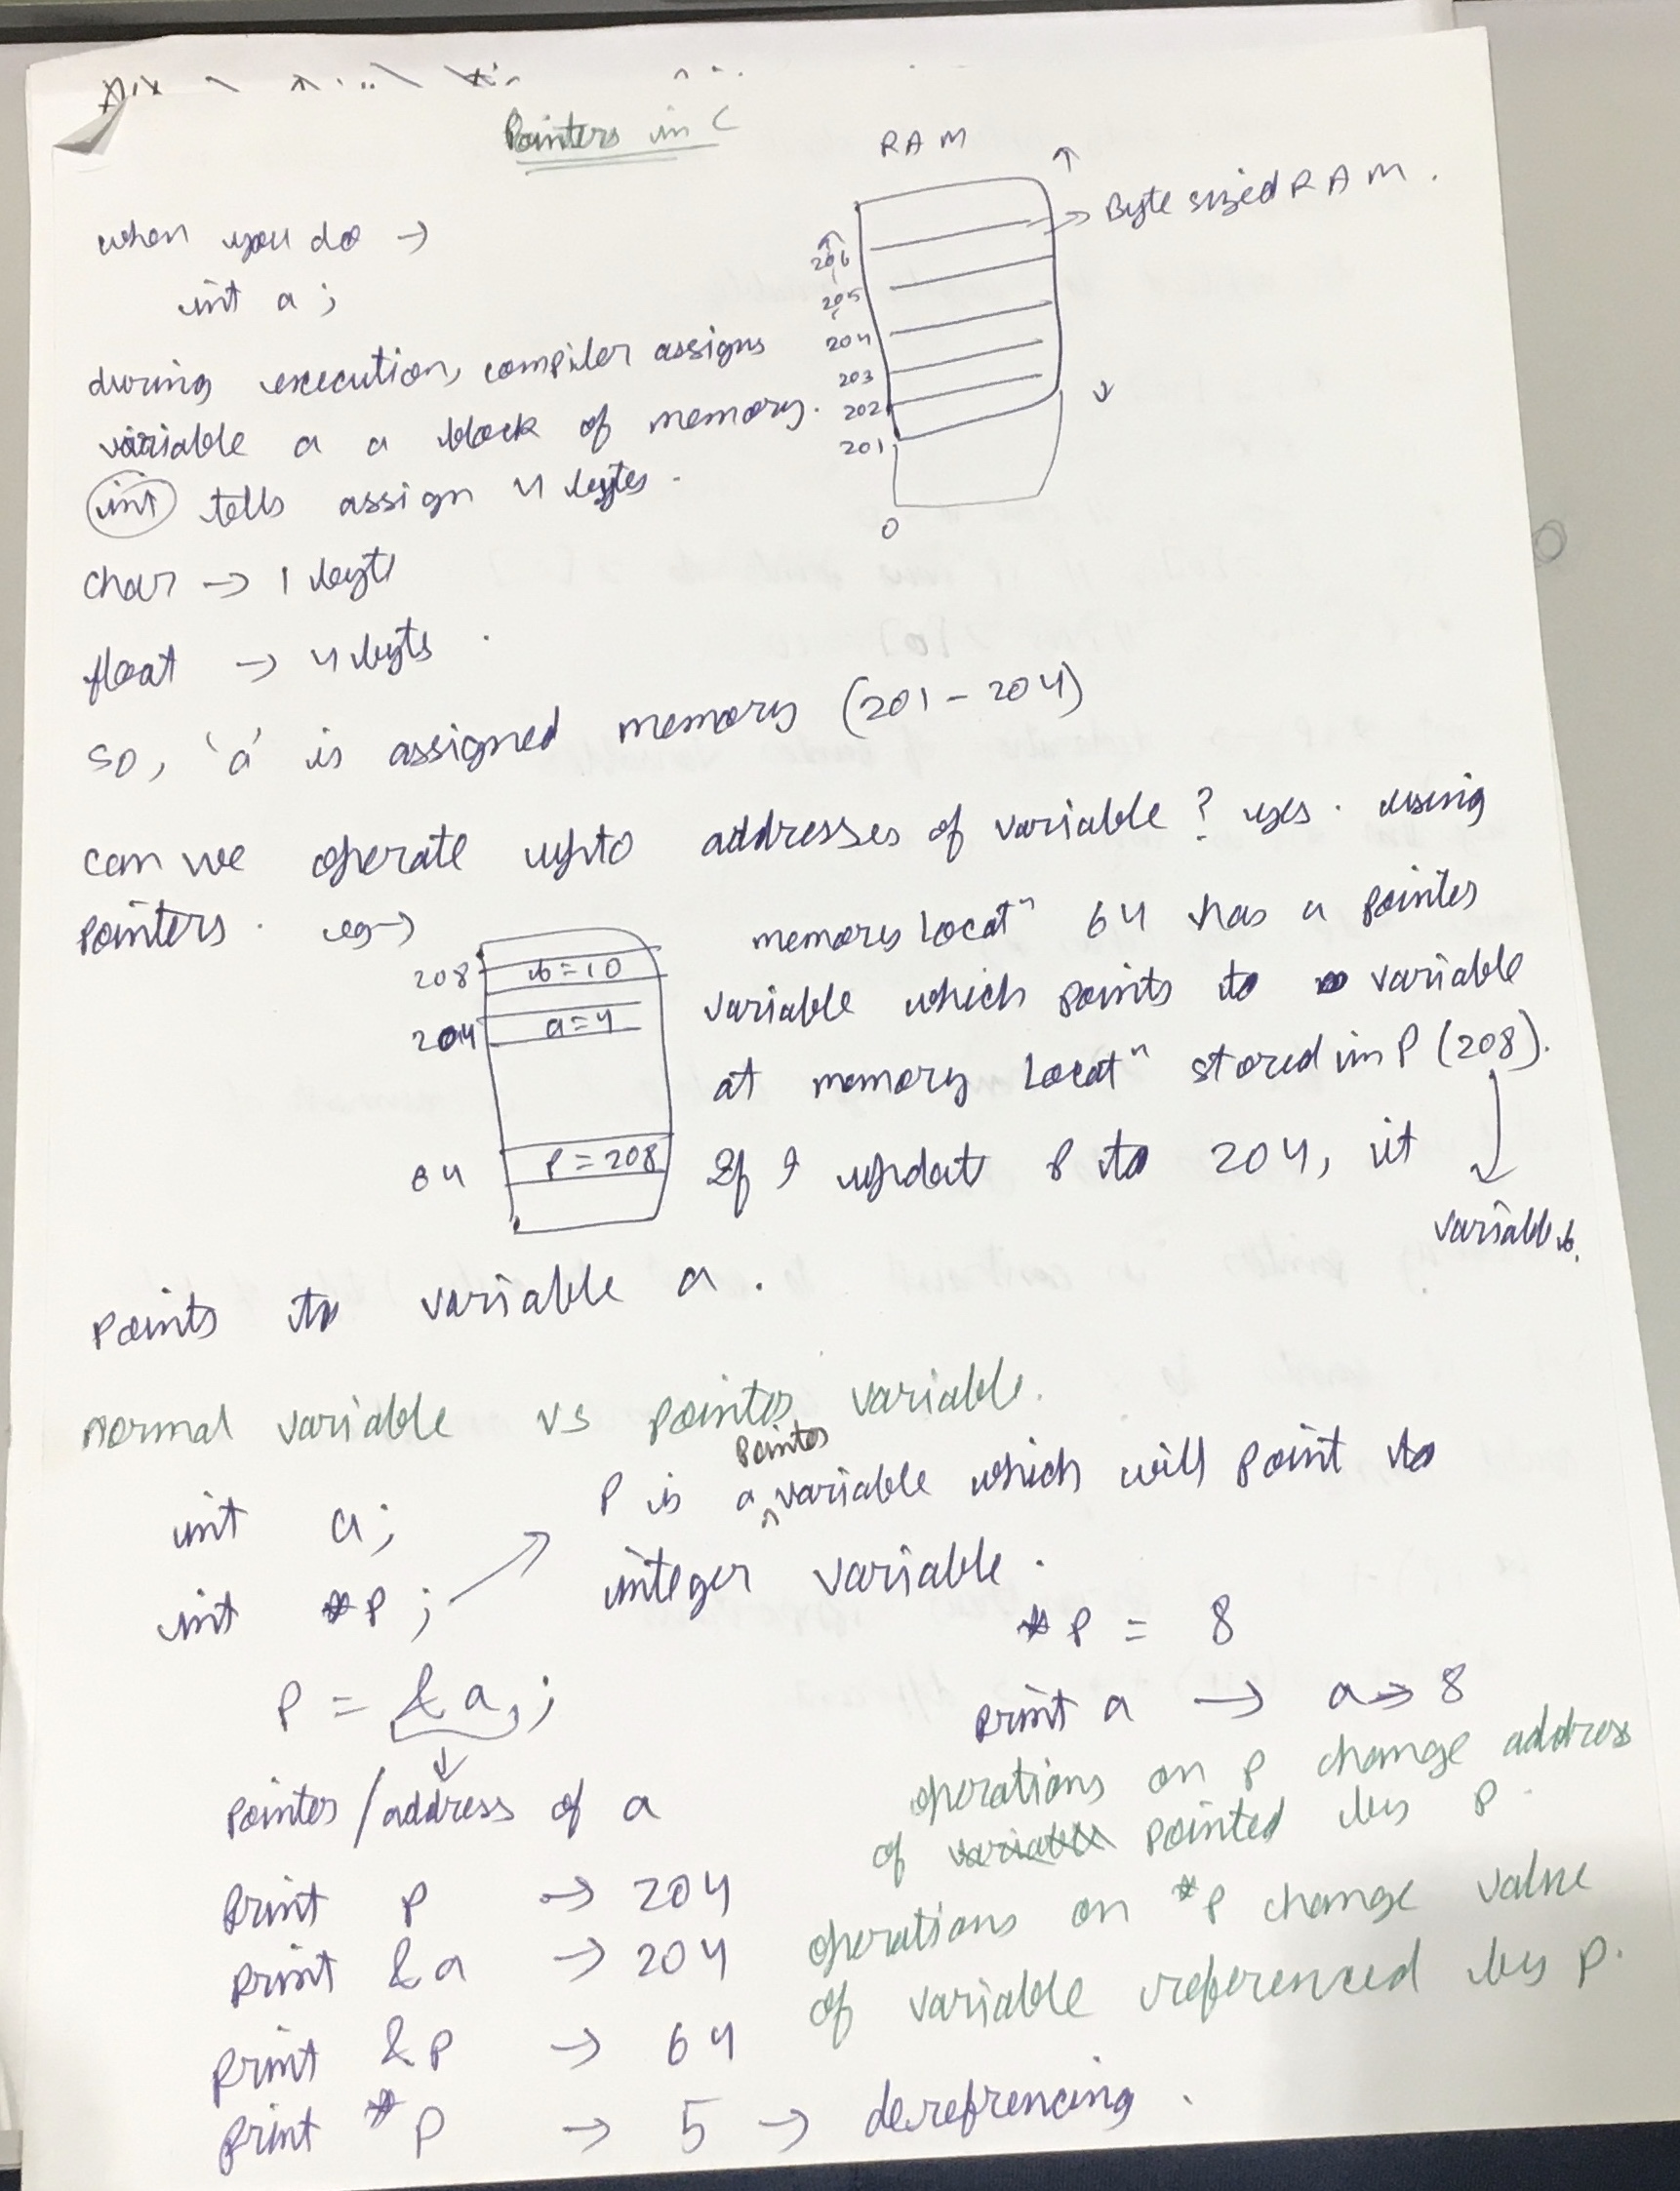 Pointers in C
RAM
Byte sized RAM.
206
205
204
203
202
201
0
when you do →
int a;
during execution, compiler assigns
variable a a block of memory.
int tells assign 4 bytes.
char → 1 byte
float → 4 byts.
So, 'a' is assigned memory (201 - 204)
can we operate upto addresses of variable? yes. using
pointers. eg →
208 b = 10
204 a = 4
64 P = 208
memory Locatⁿ 64 has a pointer
variable which points to variable
at memory Locatⁿ stored in P (208).
variable b.
If I updat P to 204, it
points to variable a.
normal variable vs pointer variable.
int a;
int *P; → P is a pointer variable which will point to
integer variable.
P = &a;
pointer / address of a
*P = 8
print a → a → 8
operations on P change address
of variable pointed by P.
operations on *P change value
of variable referenced by P.
Print P → 204
Print &a → 204
Print &P → 64
Print *P → 5 → derefrencing.